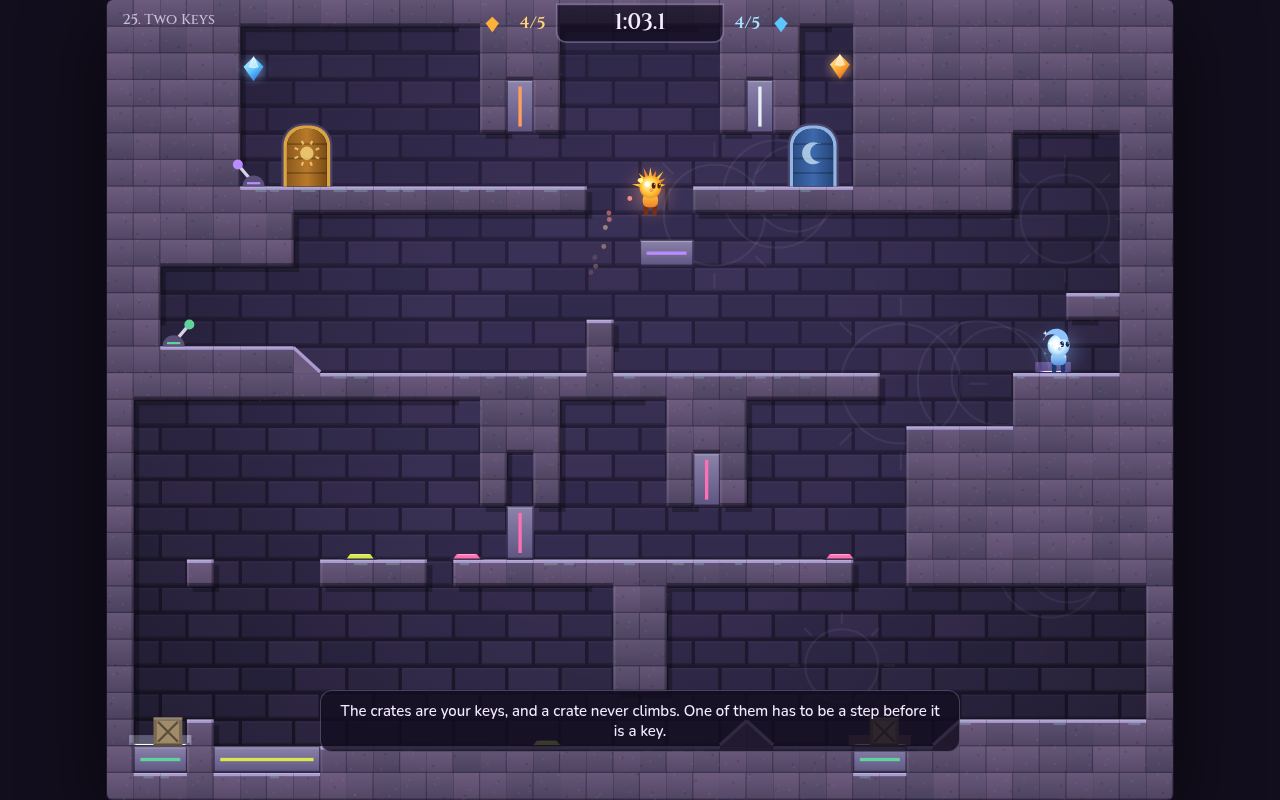 25. Two Keys
4/5
1:03.1
4/5
The crates are your keys, and a crate never climbs. One of them has to be a step before it
is a key.